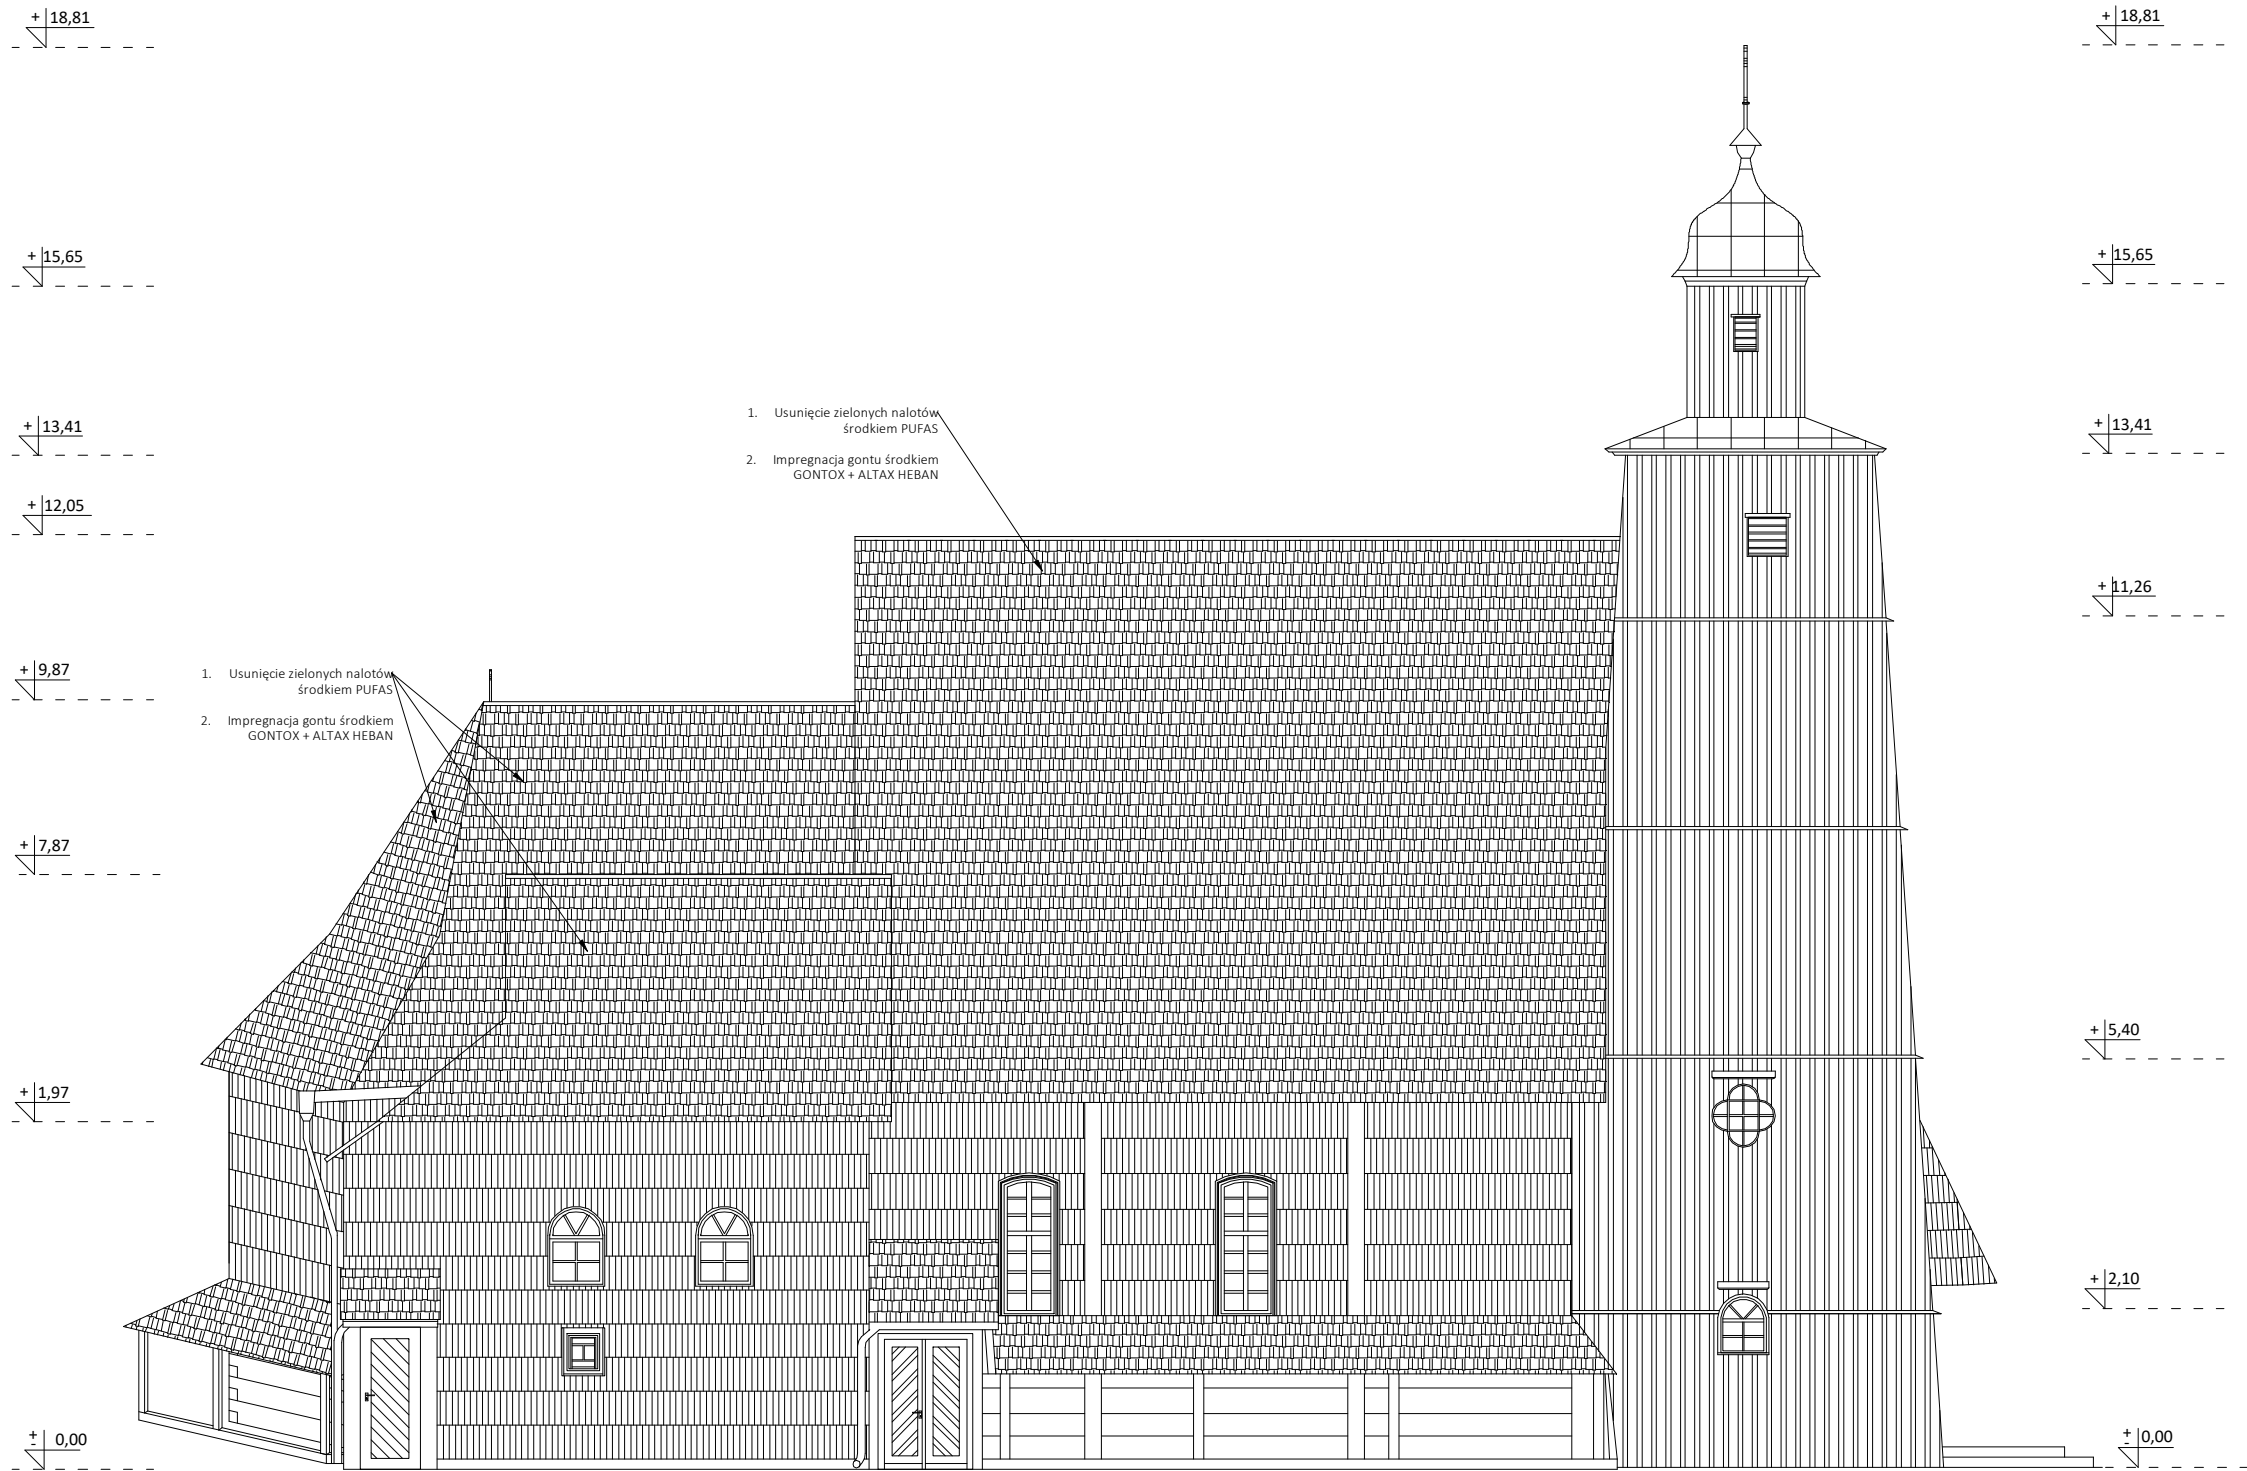 + 18,81
+ 18,81
+ 15,65
+ 15,65
1. Usunięcie zielonych nalotów
środkiem PUFAS
+ 13,41
+ 13,41
2. Impregnacja gontu środkiem
GONTOX + ALTAX HEBAN
+ 12,05
+ 11,26
+ 9,87
1. Usunięcie zielonych nalotów
środkiem PUFAS
2. Impregnacja gontu środkiem
GONTOX + ALTAX HEBAN
+ 7,87
+ 5,40
+ 1,97
+ 2,10
± 0,00
± 0,00